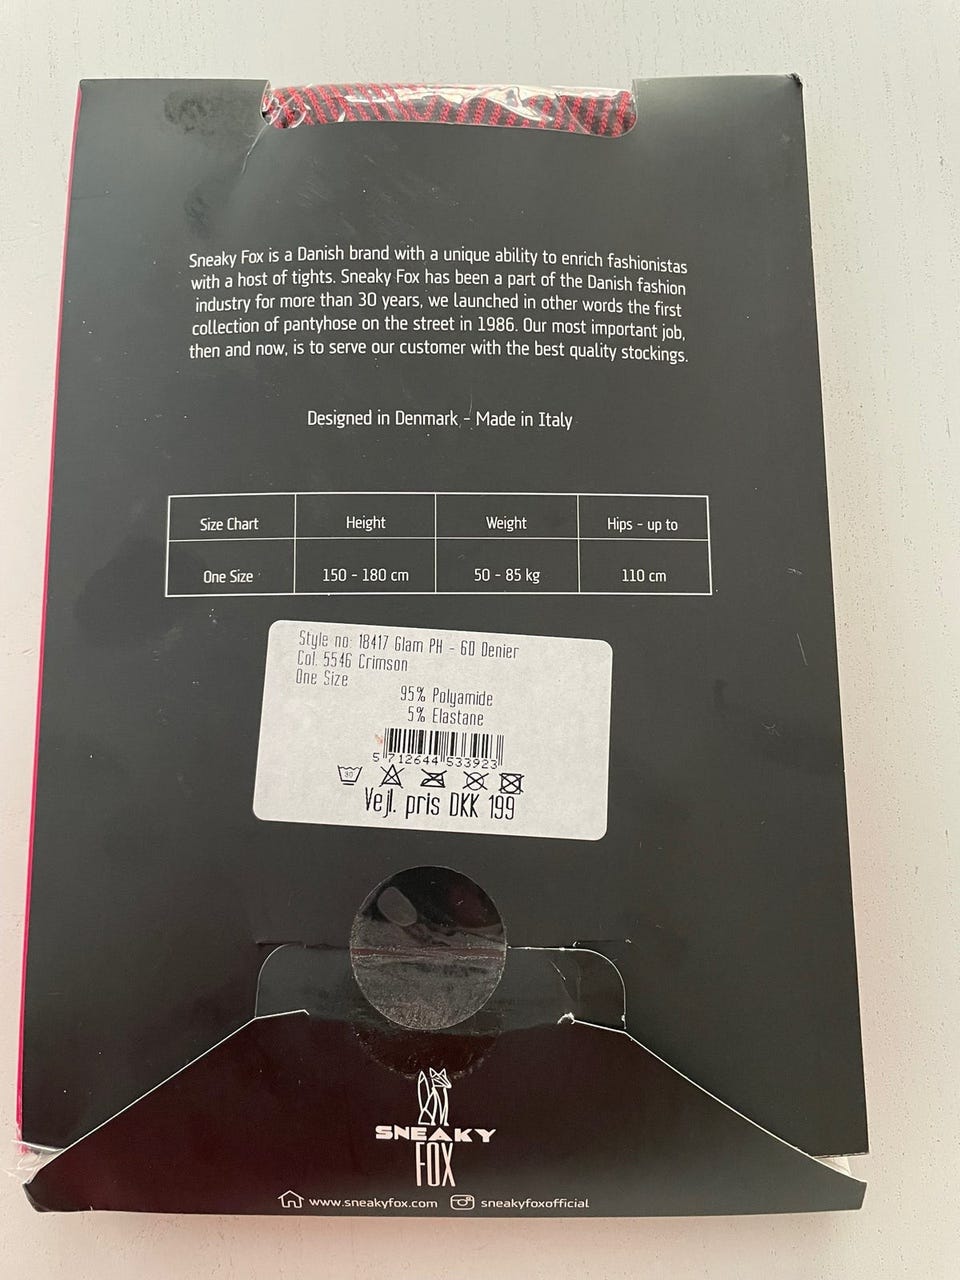 Sneaky Fox is a Danish brand with a unique ability to enrich fashionistas
with a host of tights. Sneaky Fox has been a part of the Danish fashion
industry for more than 30 years, we launched in other words the first
collection of pantyhose on the street in 1986. Our most important job,
then and now, is to serve our customer with the best quality stockings.
Designed in Denmark - Made in Italy
Size Chart Height Weight Hips - up to
One Size 150 - 180 cm 50 - 85 kg 110 cm
Style no: 18417 Glam PH - 60 Denier
Col. 5546 Crimson
One Size
95% Polyamide
5% Elastane
5 712644 533923
30
Vejl. pris DKK 199
SNEAKY
FOX
www.sneakyfox.com sneakyfoxofficial